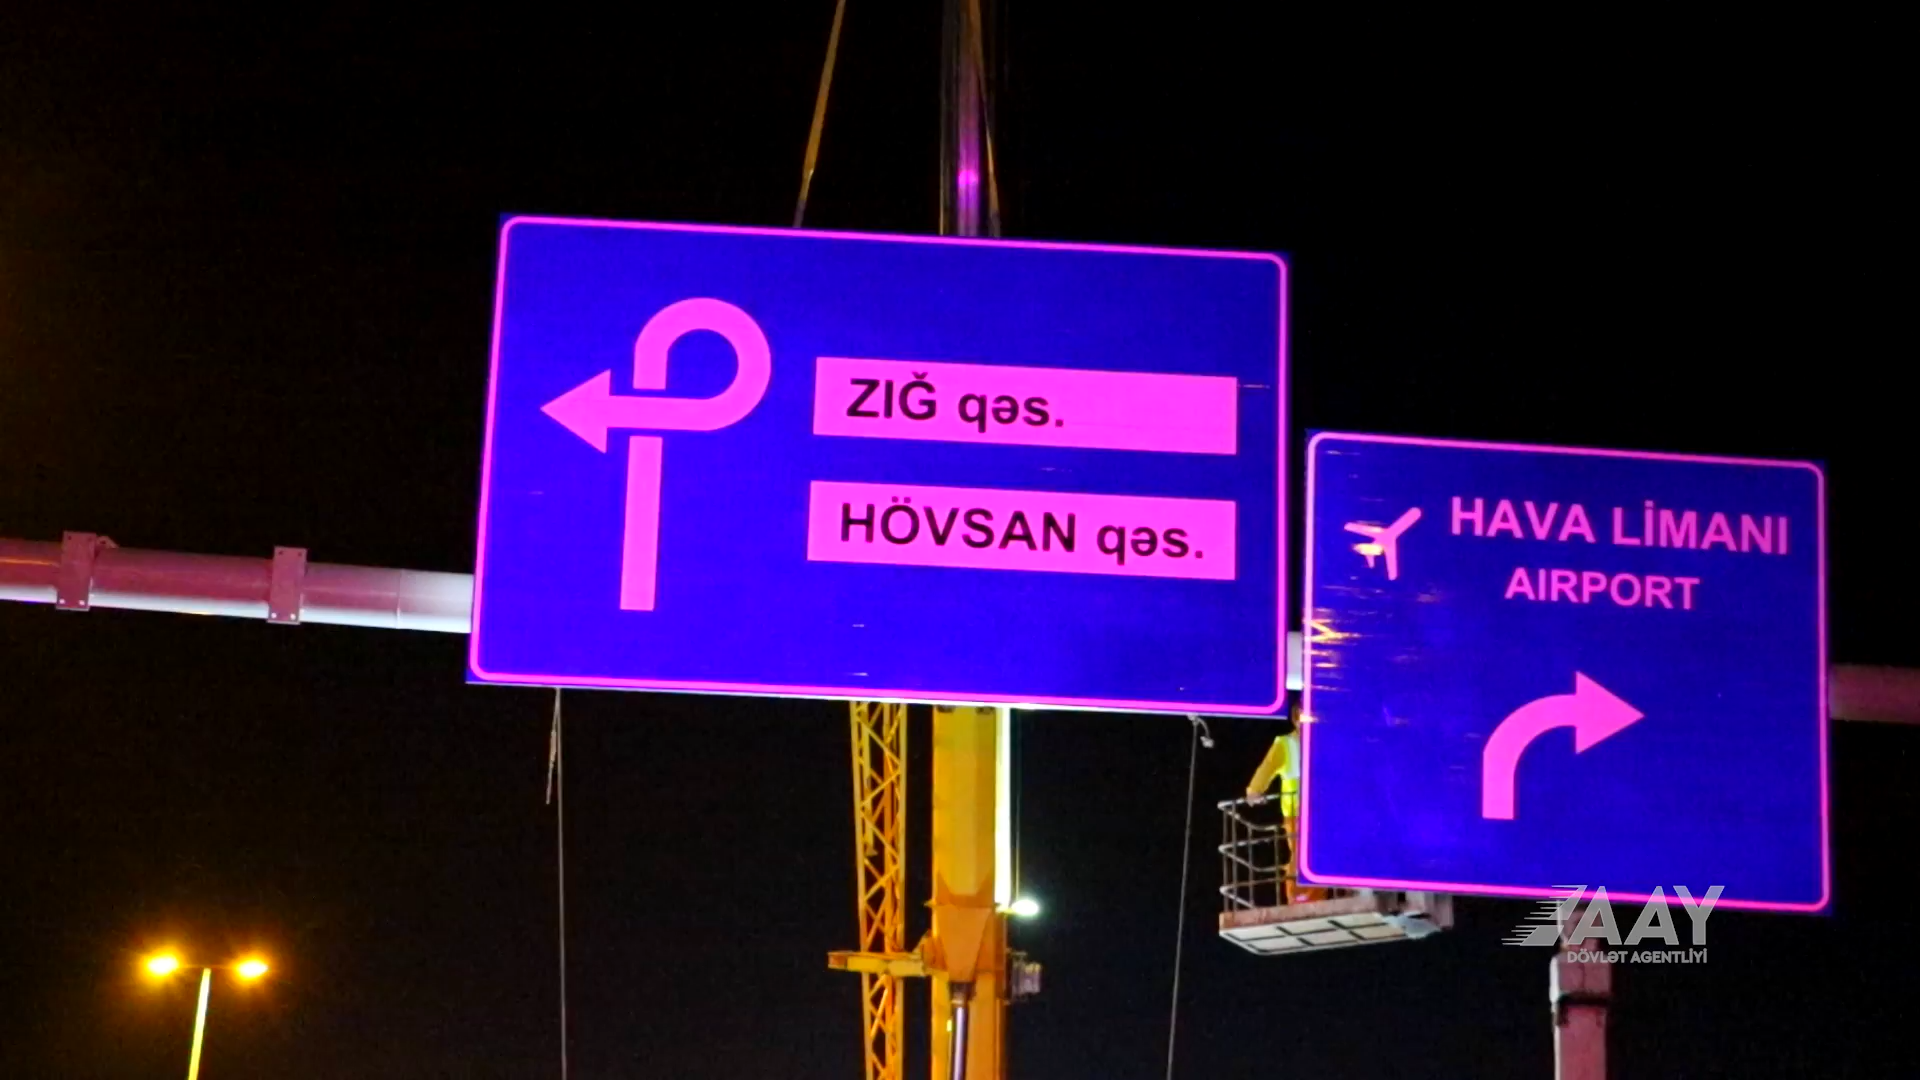 ZIĞ qəs.
HÖVSAN qəs.
HAVA LİMANI
AIRPORT
AAY
DÖVLƏT AGENTLİYİ